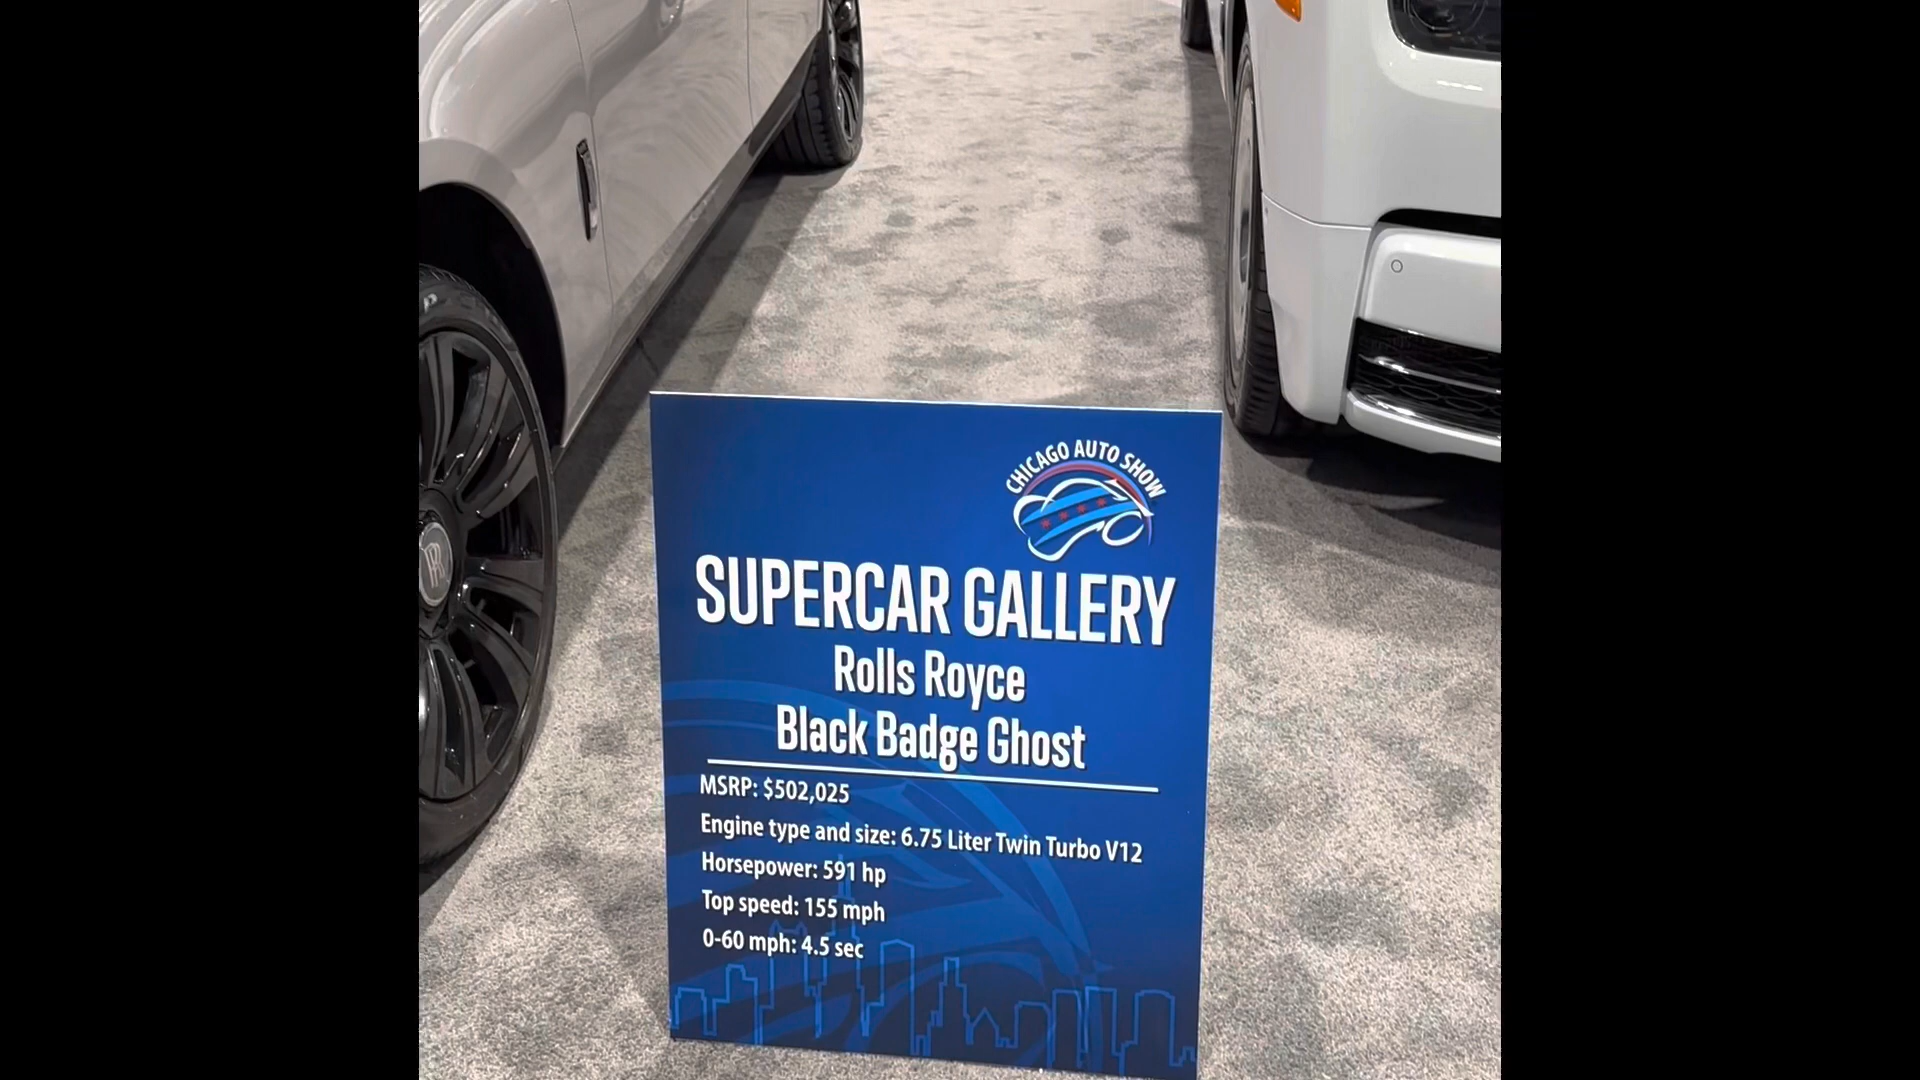 CHICAGO AUTO SHOW
SUPERCAR GALLERY
Rolls Royce
Black Badge Ghost
MSRP: $502,025
Engine type and size: 6.75 Liter Twin Turbo V12
Horsepower: 591 hp
Top speed: 155 mph
0-60 mph: 4.5 sec
RR